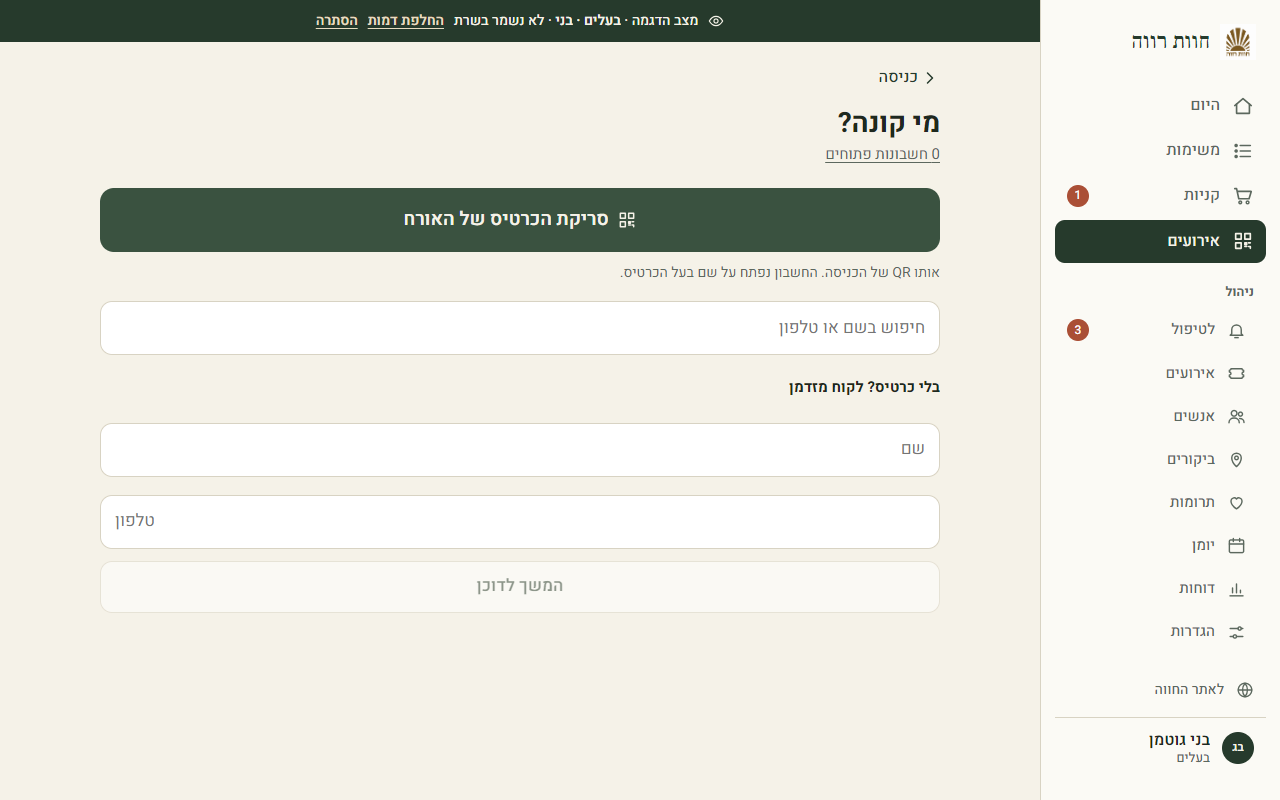 מצב הדגמה · בעלים · בני · לא נשמר בשרת החלפת דמות הסתרה
חוות רווה
היום
משימות
קניות 1
אירועים
ניהול
לטיפול 3
אירועים
אנשים
ביקורים
תרומות
יומן
דוחות
הגדרות
לאתר החווה
בג בני גוטמן
בעלים
כניסה
מי קונה?
0 חשבונות פתוחים
סריקת הכרטיס של האורח
אותו QR של הכניסה. החשבון נפתח על שם בעל הכרטיס.
חיפוש בשם או טלפון
בלי כרטיס? לקוח מזדמן
שם
טלפון
המשך לדוכן